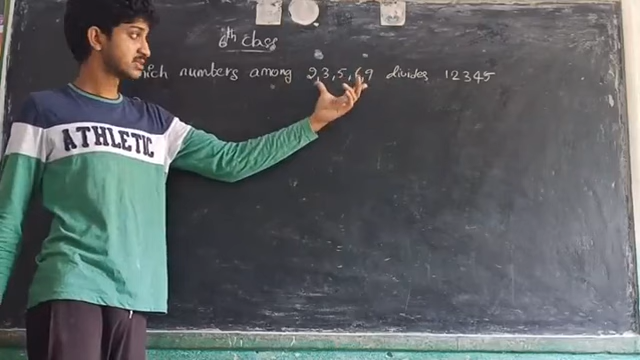 6th class
which numbers among 2,3,5,6,9 divides 12345
ATHLETIC